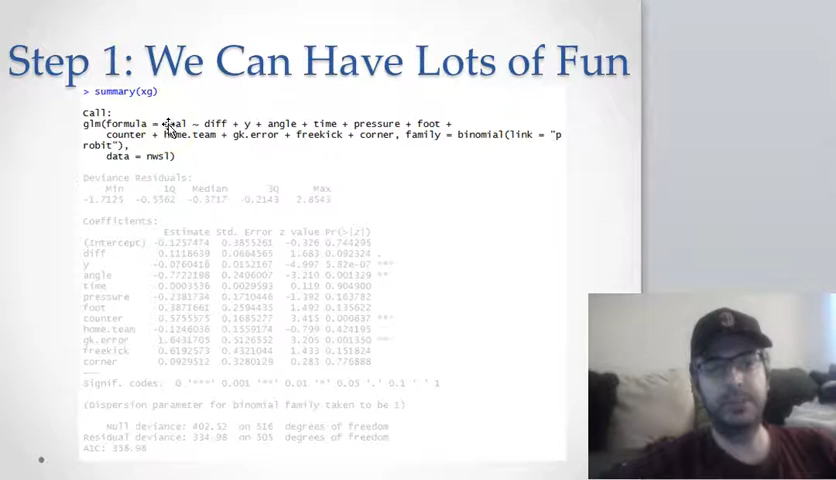 Step 1: We Can Have Lots of Fun
> summary(xg)
Call:
glm(formula = goal ~ diff + y + angle + time + pressure + foot +
counter + home.team + gk.error + freekick + corner, family = binomial(link = "p
robit"),
data = nwsl)
Deviance Residuals:
Min 1Q Median 3Q Max
-1.7125 -0.5562 -0.3717 -0.2143 2.8543
Coefficients:
Estimate Std. Error z value Pr(>|z|)
(Intercept) -0.1257474 0.3855261 -0.326 0.744295
diff 0.1118639 0.0664565 1.683 0.092324 .
y -0.0760416 0.0152167 -4.997 5.82e-07 ***
angle -0.7722198 0.2406007 -3.210 0.001329 **
time 0.0003536 0.0029593 0.119 0.904900
pressure -0.2381734 0.1710446 -1.392 0.163782
foot 0.3871661 0.2594435 1.492 0.135622
counter 0.5755575 0.1685277 3.415 0.000637 ***
home.team -0.1246036 0.1559174 -0.799 0.424195
gk.error 1.6431705 0.5126552 3.205 0.001350 **
freekick 0.6192573 0.4321044 1.433 0.151824
corner 0.0929512 0.3280129 0.283 0.776888
---
Signif. codes: 0 '***' 0.001 '**' 0.01 '*' 0.05 '.' 0.1 ' ' 1
(Dispersion parameter for binomial family taken to be 1)
Null deviance: 402.52 on 516 degrees of freedom
Residual deviance: 334.98 on 505 degrees of freedom
AIC: 358.98